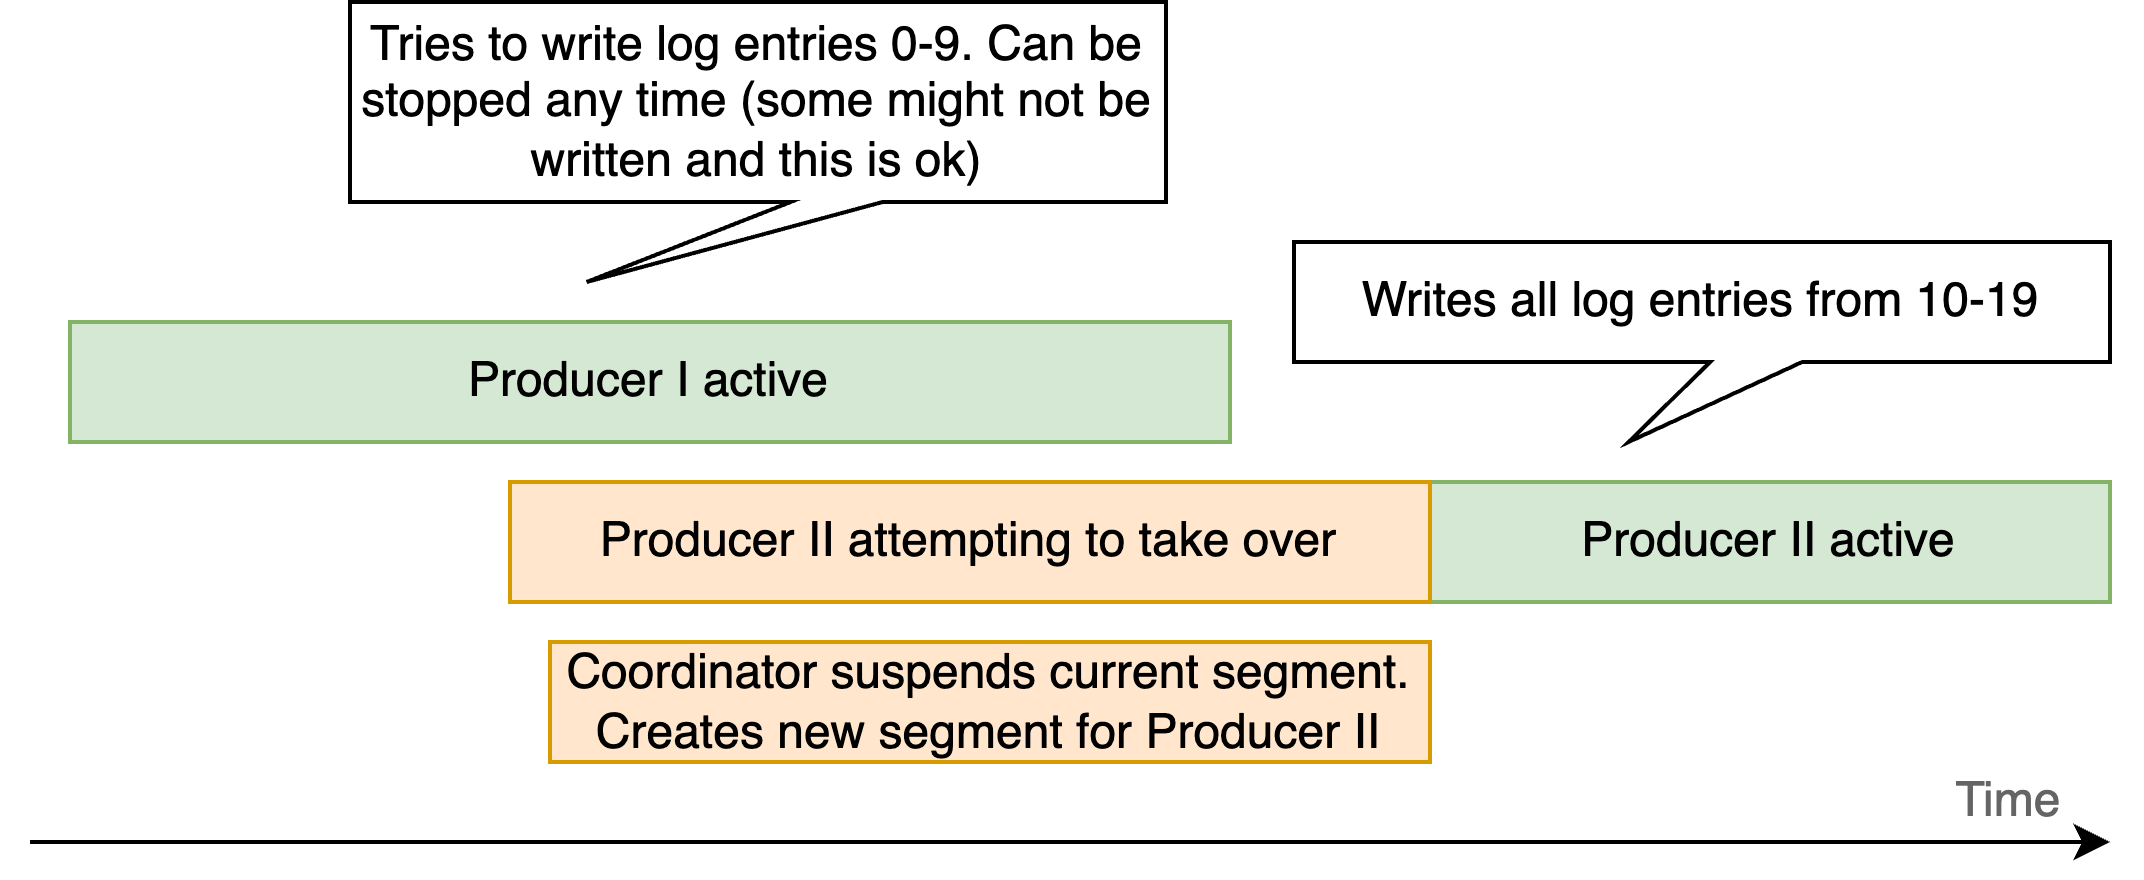 Tries to write log entries 0-9. Can be
stopped any time (some might not be
written and this is ok)
Writes all log entries from 10-19
Producer I active
Producer II attempting to take over
Producer II active
Coordinator suspends current segment.
Creates new segment for Producer II
Time